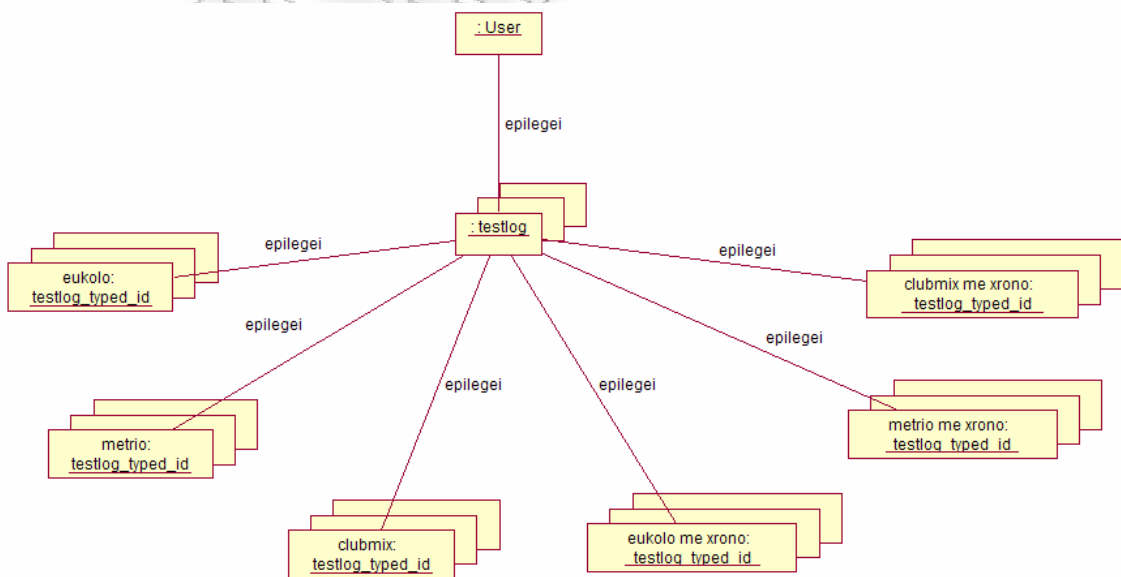 : User
epilegei
: testlog
epilegei
epilegei
eukolo:
testlog_typed_id
clubmix me xrono:
testlog_typed_id
epilegei
epilegei
epilegei
epilegei
metrio:
testlog_typed_id
metrio me xrono:
testlog_typed_id
clubmix:
testlog_typed_id
eukolo me xrono:
testlog_typed_id